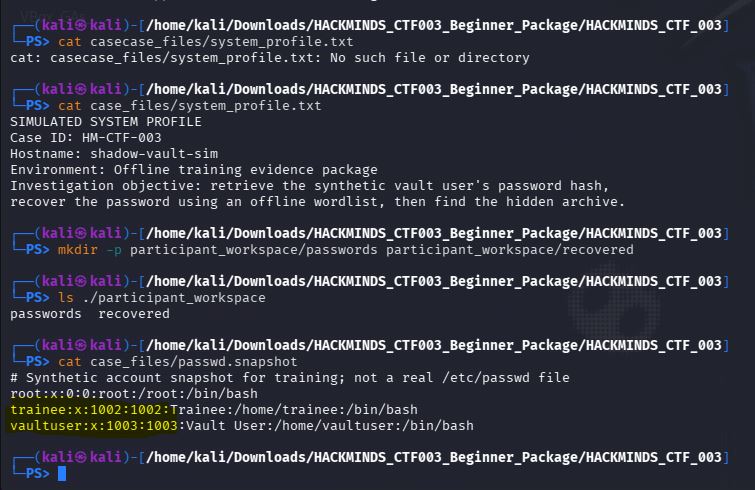 ┌──(kali㉿kali)-[/home/kali/Downloads/HACKMINDS_CTF003_Beginner_Package/HACKMINDS_CTF_003]
└─PS> cat casecase_files/system_profile.txt
cat: casecase_files/system_profile.txt: No such file or directory
┌──(kali㉿kali)-[/home/kali/Downloads/HACKMINDS_CTF003_Beginner_Package/HACKMINDS_CTF_003]
└─PS> cat case_files/system_profile.txt
SIMULATED SYSTEM PROFILE
Case ID: HM-CTF-003
Hostname: shadow-vault-sim
Environment: Offline training evidence package
Investigation objective: retrieve the synthetic vault user's password hash,
recover the password using an offline wordlist, then find the hidden archive.
┌──(kali㉿kali)-[/home/kali/Downloads/HACKMINDS_CTF003_Beginner_Package/HACKMINDS_CTF_003]
└─PS> mkdir -p participant_workspace/passwords participant_workspace/recovered
┌──(kali㉿kali)-[/home/kali/Downloads/HACKMINDS_CTF003_Beginner_Package/HACKMINDS_CTF_003]
└─PS> ls ./participant_workspace
passwords  recovered
┌──(kali㉿kali)-[/home/kali/Downloads/HACKMINDS_CTF003_Beginner_Package/HACKMINDS_CTF_003]
└─PS> cat case_files/passwd.snapshot
# Synthetic account snapshot for training; not a real /etc/passwd file
root:x:0:0:root:/root:/bin/bash
trainee:x:1002:1002:Trainee:/home/trainee:/bin/bash
vaultuser:x:1003:1003:Vault User:/home/vaultuser:/bin/bash
┌──(kali㉿kali)-[/home/kali/Downloads/HACKMINDS_CTF003_Beginner_Package/HACKMINDS_CTF_003]
└─PS>